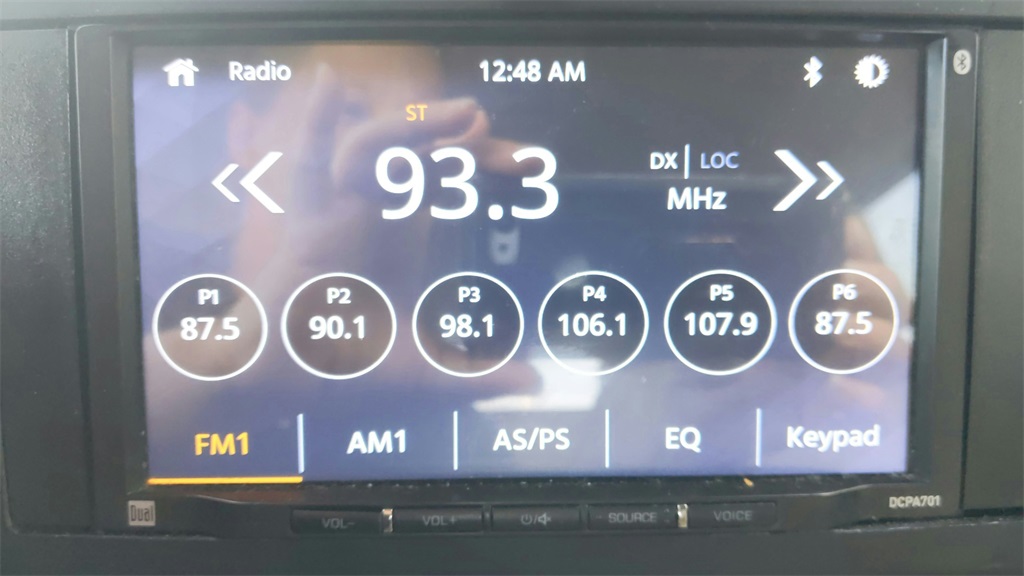 Radio 12:48 AM
ST
93.3 DX | LOC
MHz
P1 P2 P3 P4 P5 P6
87.5 90.1 98.1 106.1 107.9 87.5
FM1 AM1 AS/PS EQ Keypad
Dual DCPA701
VOL- VOL+ SOURCE VOICE